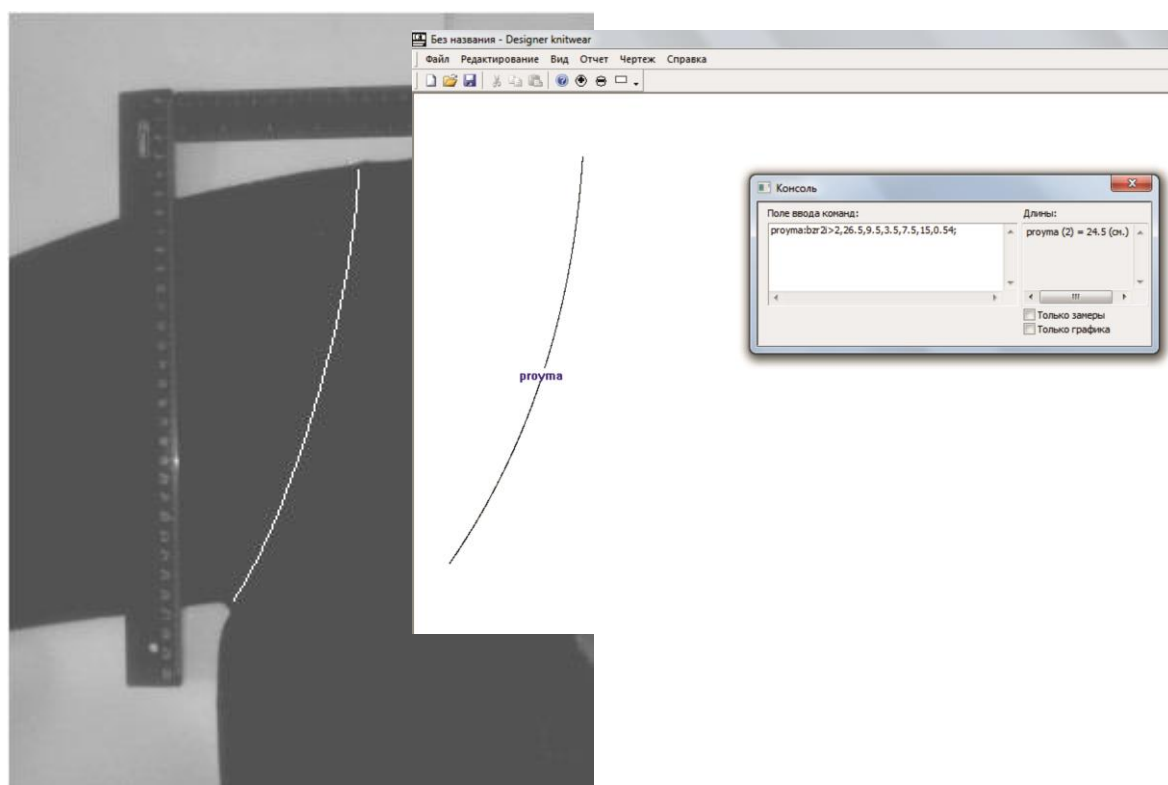 Без названия - Designer knitwear
Файл Редактирование Вид Отчет Чертеж Справка
Консоль
Поле ввода команд:
Длины:
proyma:bzr2i>2,26.5,9.5,3.5,7.5,15,0.54;
proyma (2) = 24.5 (см.)
Только замеры
Только графика
proyma